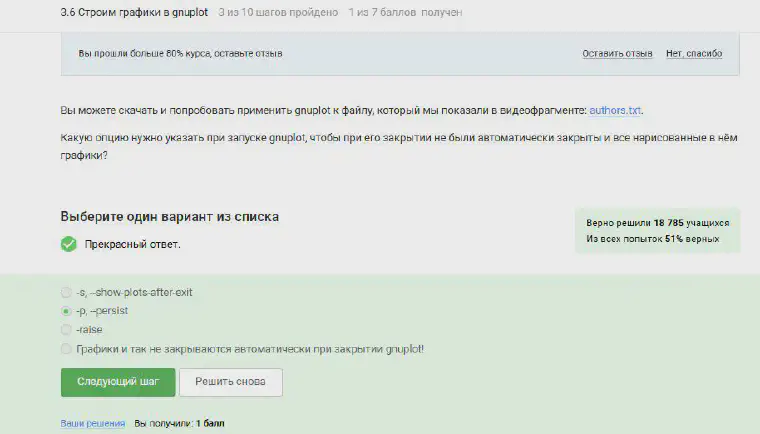 3.6 Строим графики в gnuplot 3 из 10 шагов пройдено 1 из 7 баллов получен
Вы прошли больше 80% курса, оставьте отзыв Оставить отзыв Нет, спасибо
Вы можете скачать и попробовать применить gnuplot к файлу, который мы показали в видеофрагменте: authors.txt.
Какую опцию нужно указать при запуске gnuplot, чтобы при его закрытии не были автоматически закрыты и все нарисованные в нём
графики?
Выберите один вариант из списка
Верно решили 18 785 учащихся
Из всех попыток 51% верных
Прекрасный ответ.
-s, --show-plots-after-exit
-p, --persist
-raise
Графики и так не закрываются автоматически при закрытии gnuplot!
Следующий шаг Решить снова
Ваши решения Вы получили: 1 балл